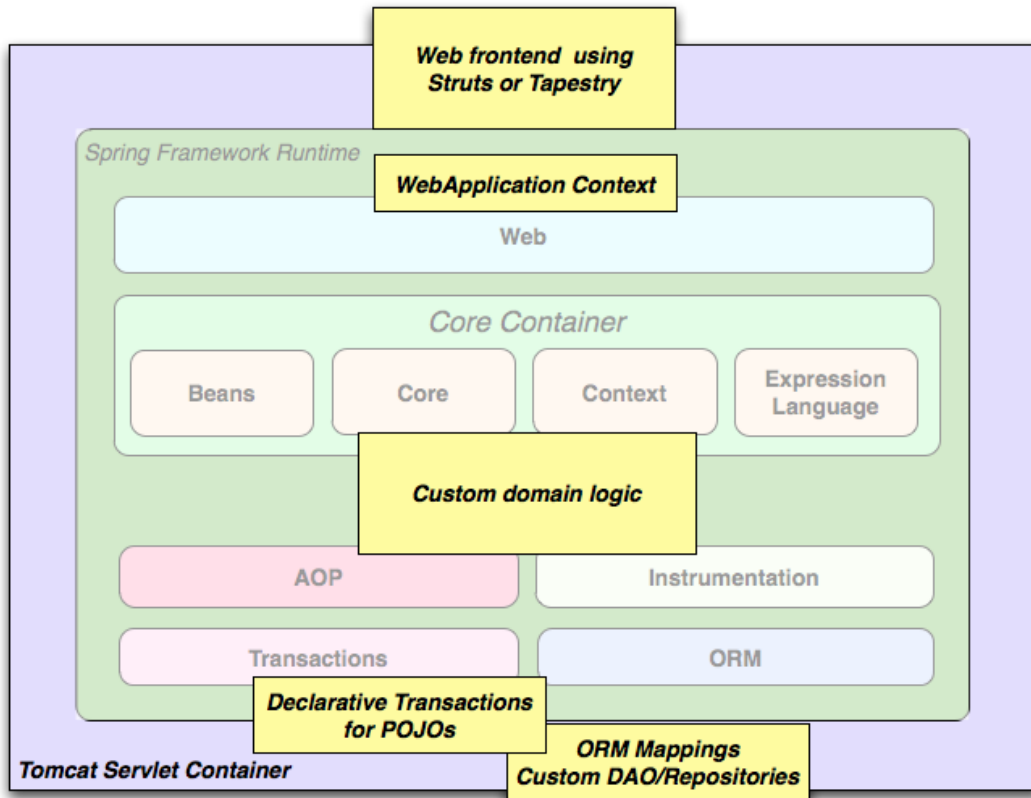 Web frontend using
Struts or Tapestry
Spring Framework Runtime
WebApplication Context
Web
Core Container
Beans
Core
Context
Expression
Language
Custom domain logic
AOP
Instrumentation
Transactions
ORM
Declarative Transactions
for POJOs
ORM Mappings
Custom DAO/Repositories
Tomcat Servlet Container